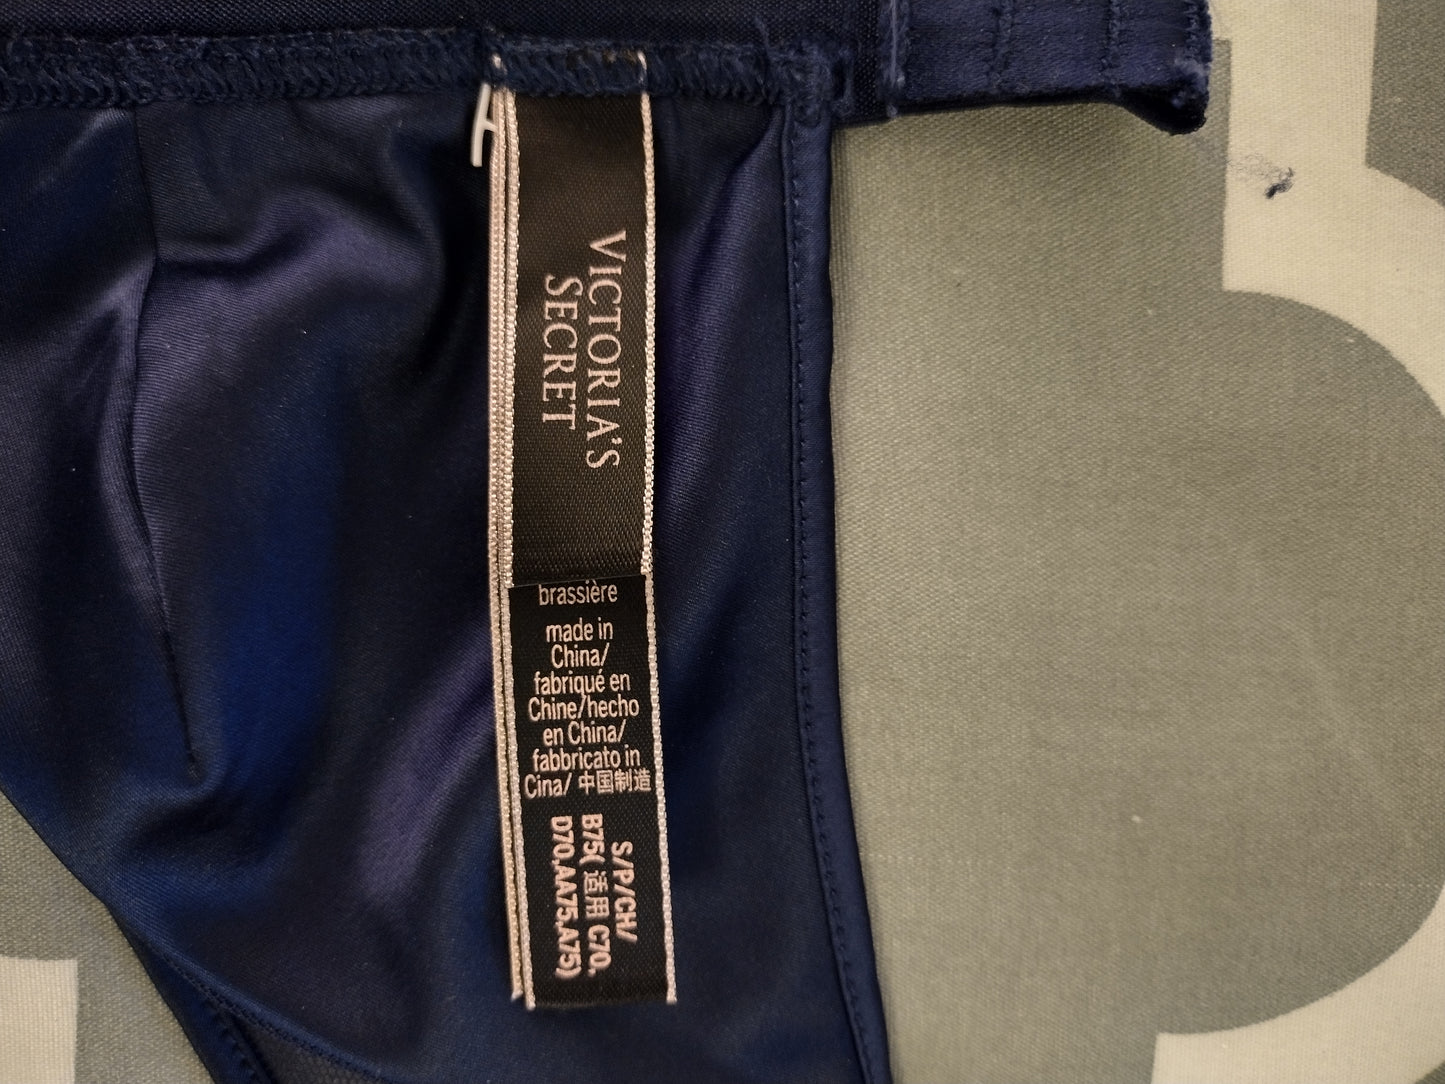 VICTORIA'S
SECRET
brassière
made in
China/
fabriqué en
Chine/hecho
en China/
fabbricato in
Cina/ 中国制造
S/P/CH/
B75( 适用 C70,
D70,AA75,A75)